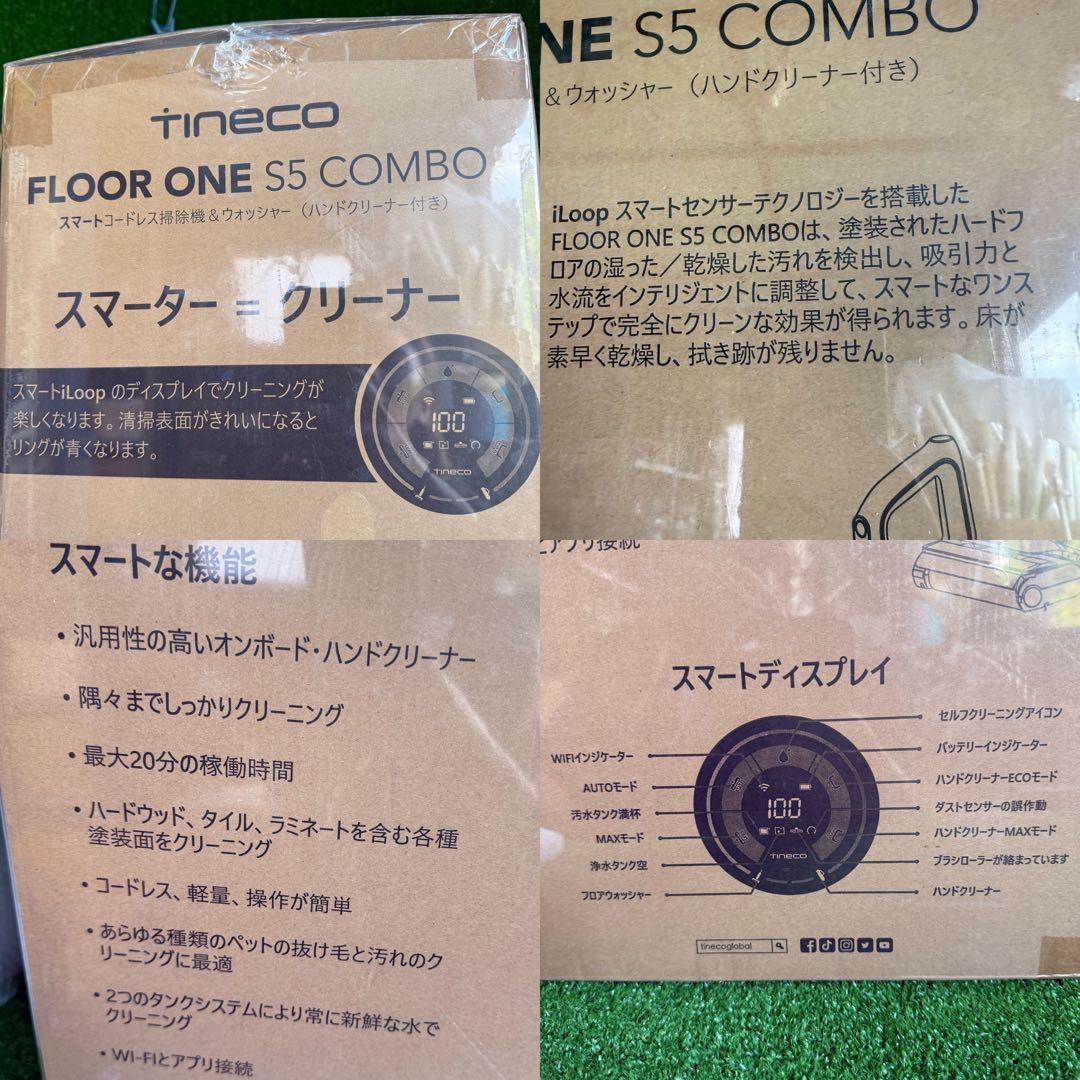 tineco
FLOOR ONE S5 COMBO
スマートコードレス掃除機＆ウォッシャー（ハンドクリーナー付き）
スマーター = クリーナー
スマートiLoop のディスプレイでクリーニングが
楽しくなります。清掃表面がきれいになると
リングが青くなります。
100
tineco
NE S5 COMBO
＆ウォッシャー（ハンドクリーナー付き）
iLoop スマートセンサーテクノロジーを搭載した
FLOOR ONE S5 COMBOは、塗装されたハードフ
ロアの湿った／乾燥した汚れを検出し、吸引力と
水流をインテリジェントに調整して、スマートなワンス
テップで完全にクリーンな効果が得られます。床が
素早く乾燥し、拭き跡が残りません。
スマートな機能
・汎用性の高いオンボード・ハンドクリーナー
・隅々までしっかりクリーニング
・最大20分の稼働時間
・ハードウッド、タイル、ラミネートを含む各種
塗装面をクリーニング
・コードレス、軽量、操作が簡単
・あらゆる種類のペットの抜け毛と汚れのク
リーニングに最適
・2つのタンクシステムにより常に新鮮な水で
クリーニング
・WI-FIとアプリ接続
とアプリ接続
スマートディスプレイ
WIFIインジケーター
AUTOモード
汚水タンク満杯
MAXモード
浄水タンク空
フロアウォッシャー
100
tineco
セルフクリーニングアイコン
バッテリーインジケーター
ハンドクリーナーECOモード
ダストセンサーの誤作動
ハンドクリーナーMAXモード
ブラシローラーが絡まっています
ハンドクリーナー
tinecoglobal